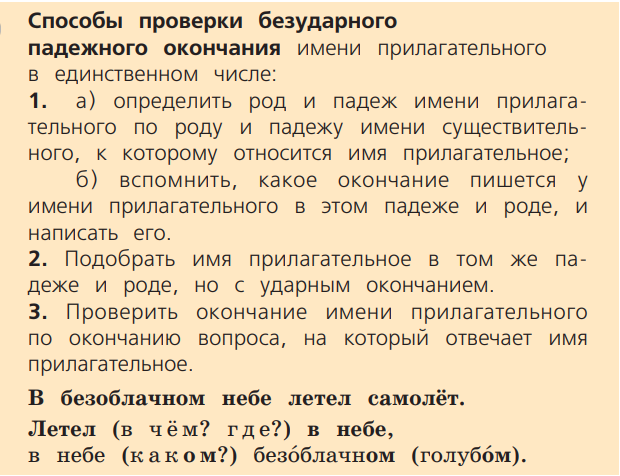 Способы проверки безударного
падежного окончания имени прилагательного
в единственном числе:
1. а) определить род и падеж имени прилага-
тельного по роду и падежу имени существитель-
ного, к которому относится имя прилагательное;
б) вспомнить, какое окончание пишется у
имени прилагательного в этом падеже и роде, и
написать его.
2. Подобрать имя прилагательное в том же па-
деже и роде, но с ударным окончанием.
3. Проверить окончание имени прилагательного
по окончанию вопроса, на который отвечает имя
прилагательное.
В безоблачном небе летел самолёт.
Летел (в чём? где?) в небе,
в небе (каком?) безо́блачном (голубо́м).